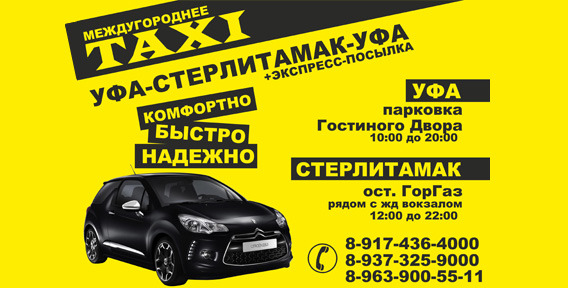 МЕЖДУГОРОДНЕЕ
TAXI
УФА-СТЕРЛИТАМАК-УФА
+ЭКСПРЕСС-ПОСЫЛКА
КОМФОРТНО
БЫСТРО
НАДЕЖНО
УФА
парковка
Гостиного Двора
10:00 до 20:00
СТЕРЛИТАМАК
ост. ГорГаз
рядом с жд вокзалом
12:00 до 22:00
8-917-436-4000
8-937-325-9000
8-963-900-55-11